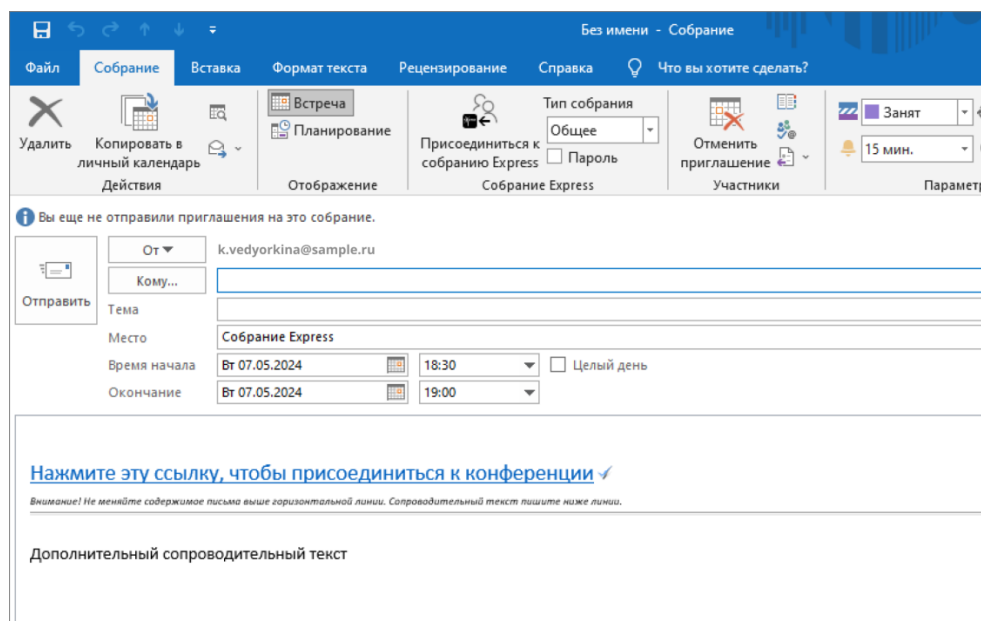 Без имени - Собрание
Файл Собрание Вставка Формат текста Рецензирование Справка Что вы хотите сделать?
Удалить
Копировать в личный календарь
Действия
Встреча
Планирование
Отображение
Присоединиться к собранию Express
Тип собрания
Общее
Пароль
Собрание Express
Отменить приглашение
Участники
Занят
15 мин.
Вы еще не отправили приглашения на это собрание.
Отправить
От k.vedyorkina@sample.ru
Кому...
Тема
Место Собрание Express
Время начала Вт 07.05.2024 18:30 Целый день
Окончание Вт 07.05.2024 19:00
Нажмите эту ссылку, чтобы присоединиться к конференции
Внимание! Не меняйте содержимое письма выше горизонтальной линии. Сопроводительный текст пишите ниже линии.
Дополнительный сопроводительный текст